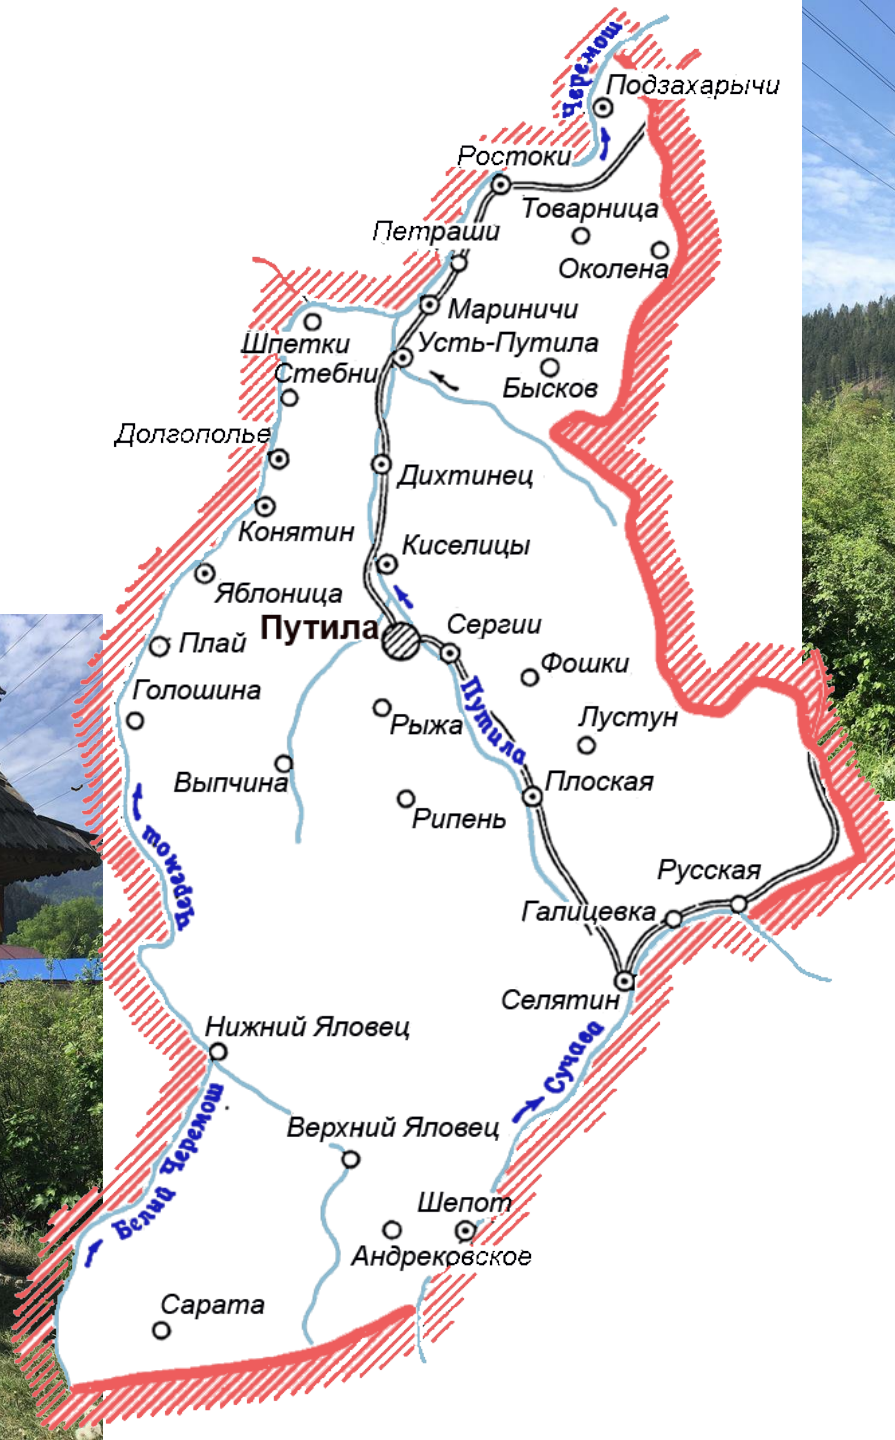 Черемош
Подзахарычи
Ростоки
Товарница
Петраши
Околена
Мариничи
Шпетки
Усть-Путила
Стебни
Бысков
Долгополье
Дихтинец
Конятин
Киселицы
Яблоница
Путила
Сергии
Плай
Фошки
Голошина
Путила
Рыжа
Лустун
Выпчина
Плоская
Рипень
Черемош
Русская
Галицевка
Селятин
Нижний Яловец
Сучава
Верхний Яловец
Белий Черемош
Шепот
Андрековское
Сарата